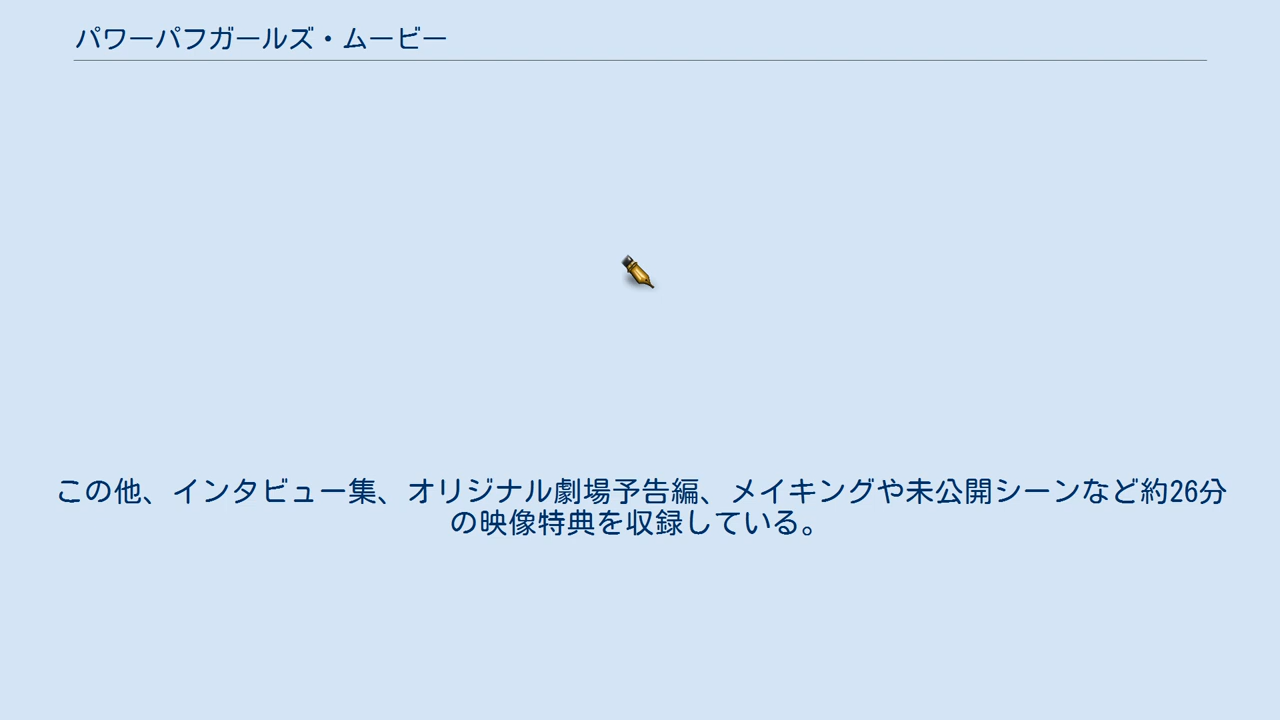 パワーパフガールズ・ムービー
この他、インタビュー集、オリジナル劇場予告編、メイキングや未公開シーンなど約26分
の映像特典を収録している。